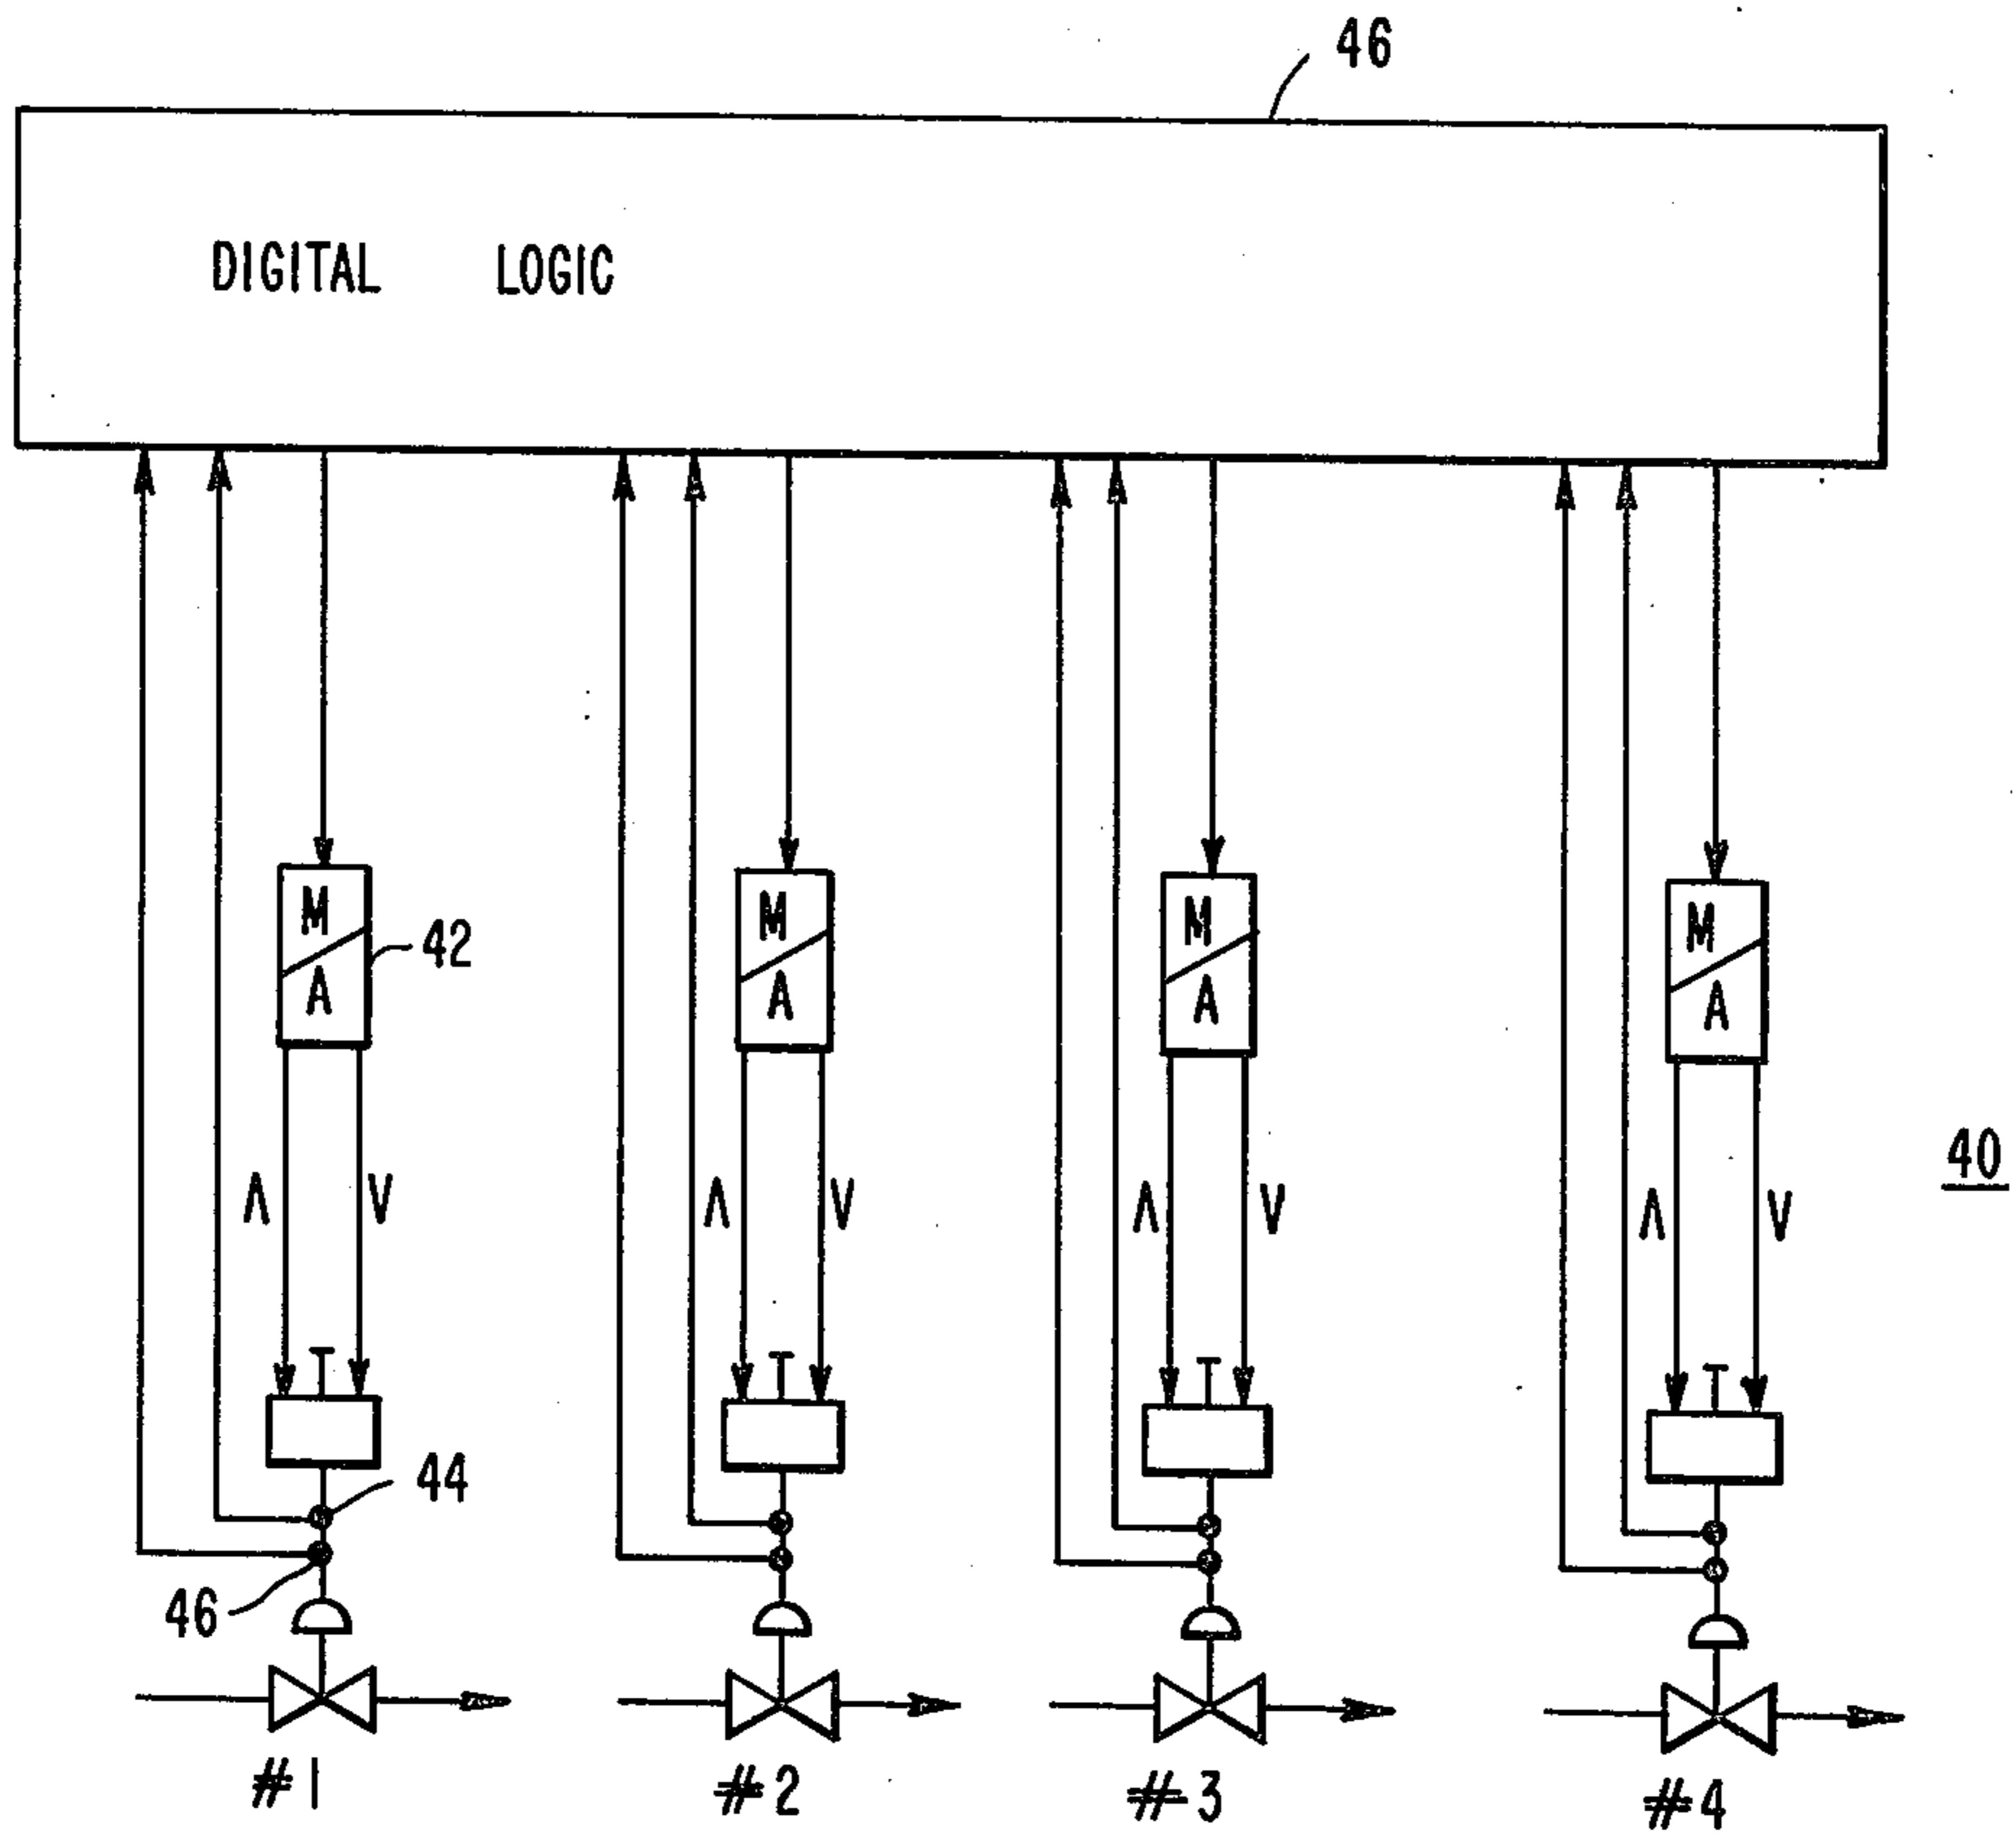 46
DIGITAL LOGIC
M M M M
A A A A
42
40
Λ V Λ V Λ V Λ V
44
46
#1 #2 #3 #4